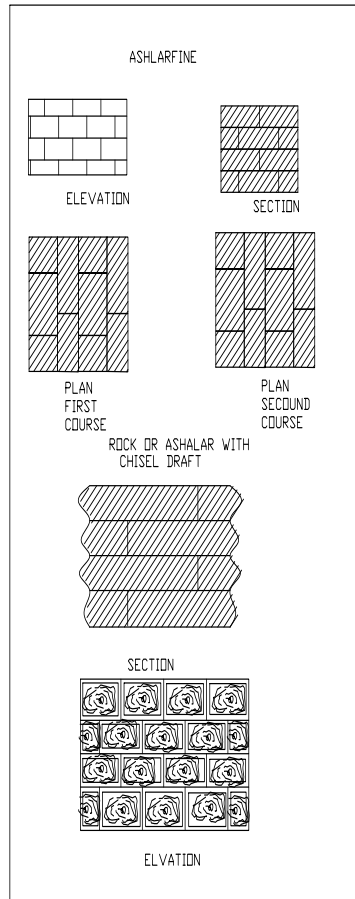 ASHLARFINE
ELEVATION
SECTION
PLAN
FIRST
COURSE
PLAN
SECOUND
COURSE
ROCK OR ASHALAR WITH
CHISEL DRAFT
SECTION
ELVATION